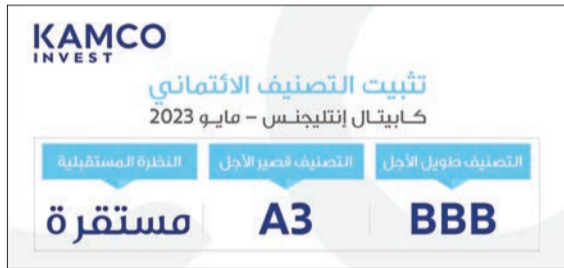 KAMCO
INVEST
تثبيت التصنيف الائتماني
كابيتال إنتليجنس – مايو 2023
التصنيف طويل الأجل
BBB
التصنيف قصير الأجل
A3
النظرة المستقبلية
مستقرة